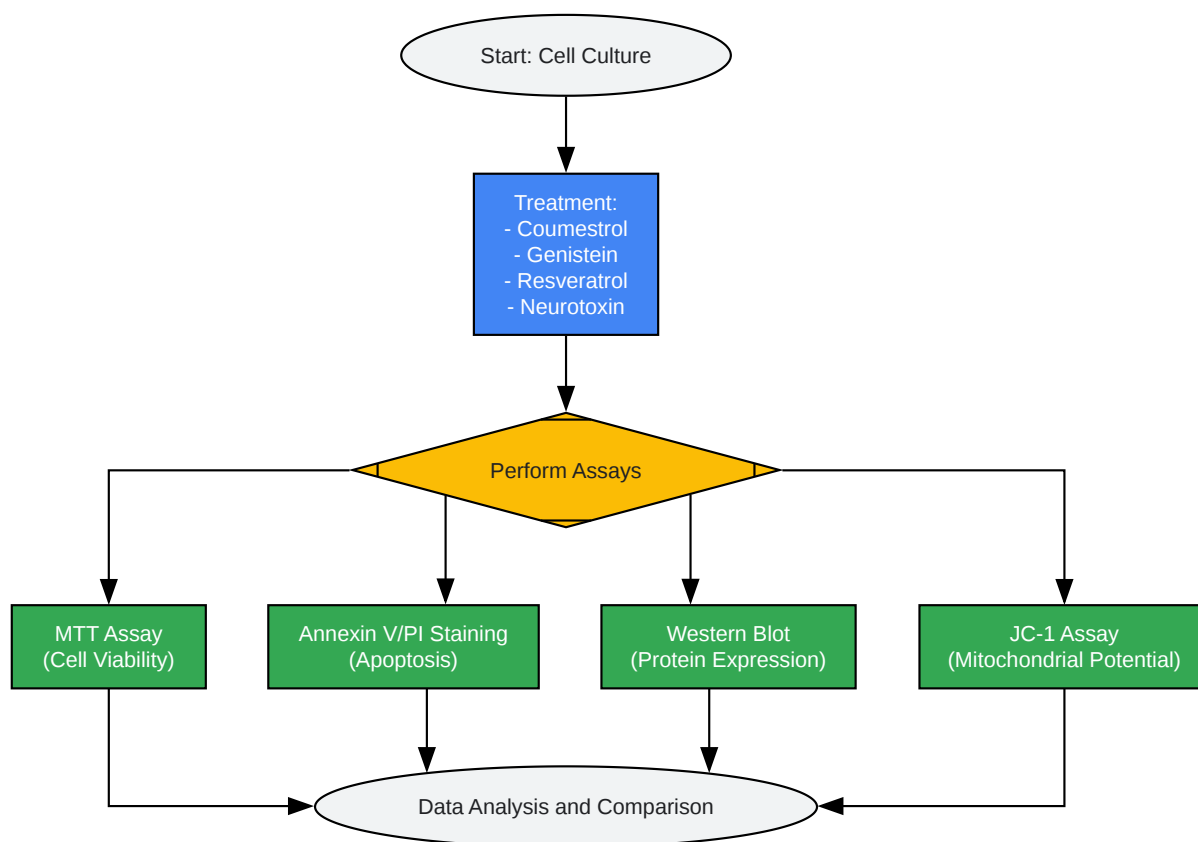 Start: Cell Culture
Treatment:
- Coumestrol
- Genistein
- Resveratrol
- Neurotoxin
Perform Assays
MTT Assay
(Cell Viability)
Annexin V/PI Staining
(Apoptosis)
Western Blot
(Protein Expression)
JC-1 Assay
(Mitochondrial Potential)
Data Analysis and Comparison